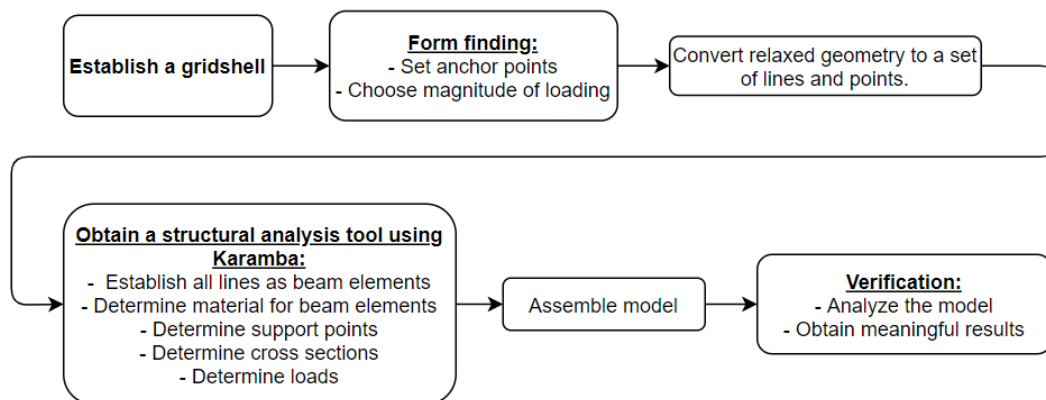 Establish a gridshell
Form finding:
- Set anchor points
- Choose magnitude of loading
Convert relaxed geometry to a set
of lines and points.
Obtain a structural analysis tool using
Karamba:
- Establish all lines as beam elements
- Determine material for beam elements
- Determine support points
- Determine cross sections
- Determine loads
Assemble model
Verification:
- Analyze the model
- Obtain meaningful results